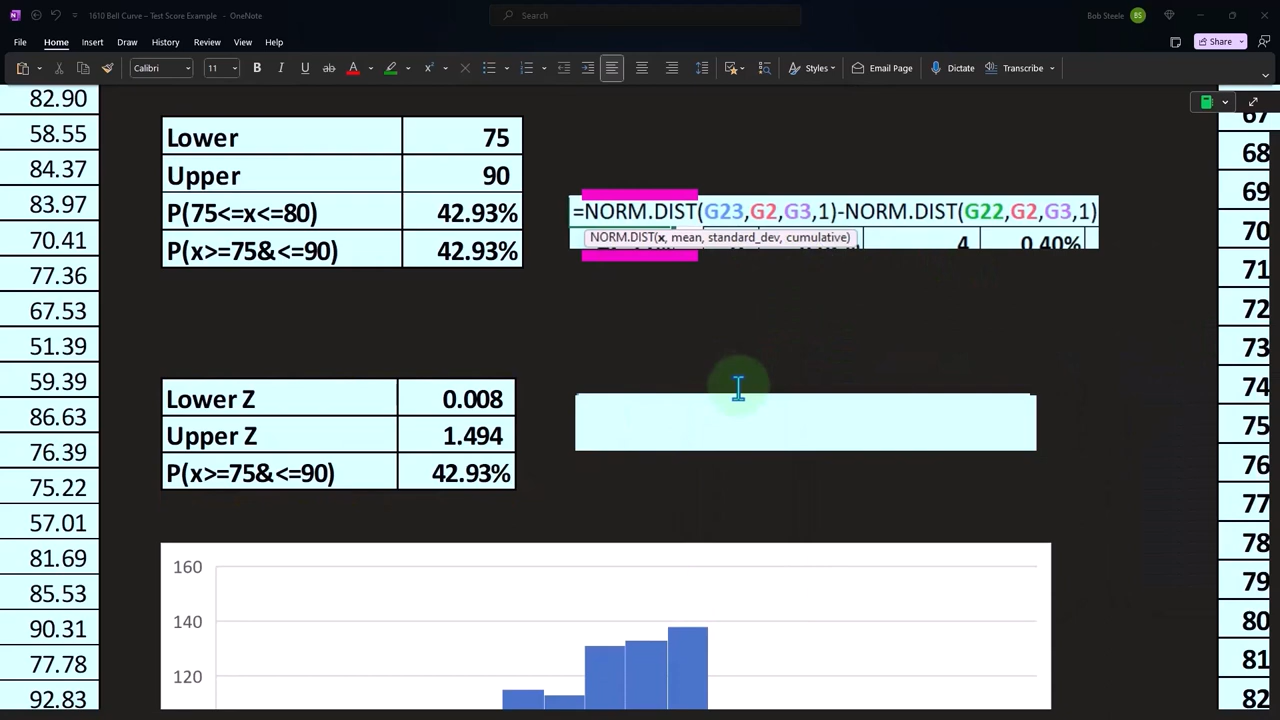 1610 Bell Curve – Test Score Example - OneNote
Search
Bob Steele
BS
File Home Insert Draw History Review View Help
Share
Calibri 11 B I U ab A x² Styles Email Page Dictate Transcribe
82.90
58.55
84.37
83.97
70.41
77.36
67.53
51.39
59.39
86.63
76.39
75.22
57.01
81.69
85.53
90.31
77.78
92.83
Lower 75
Upper 90
P(75<=x<=80) 42.93%
P(x>=75&<=90) 42.93%
=NORM.DIST(G23,G2,G3,1)-NORM.DIST(G22,G2,G3,1)
NORM.DIST(x, mean, standard_dev, cumulative)
4 0.40%
Lower Z 0.008
Upper Z 1.494
P(x>=75&<=90) 42.93%
160
140
120
67
68
69
70
71
72
73
74
75
76
77
78
79
80
81
82